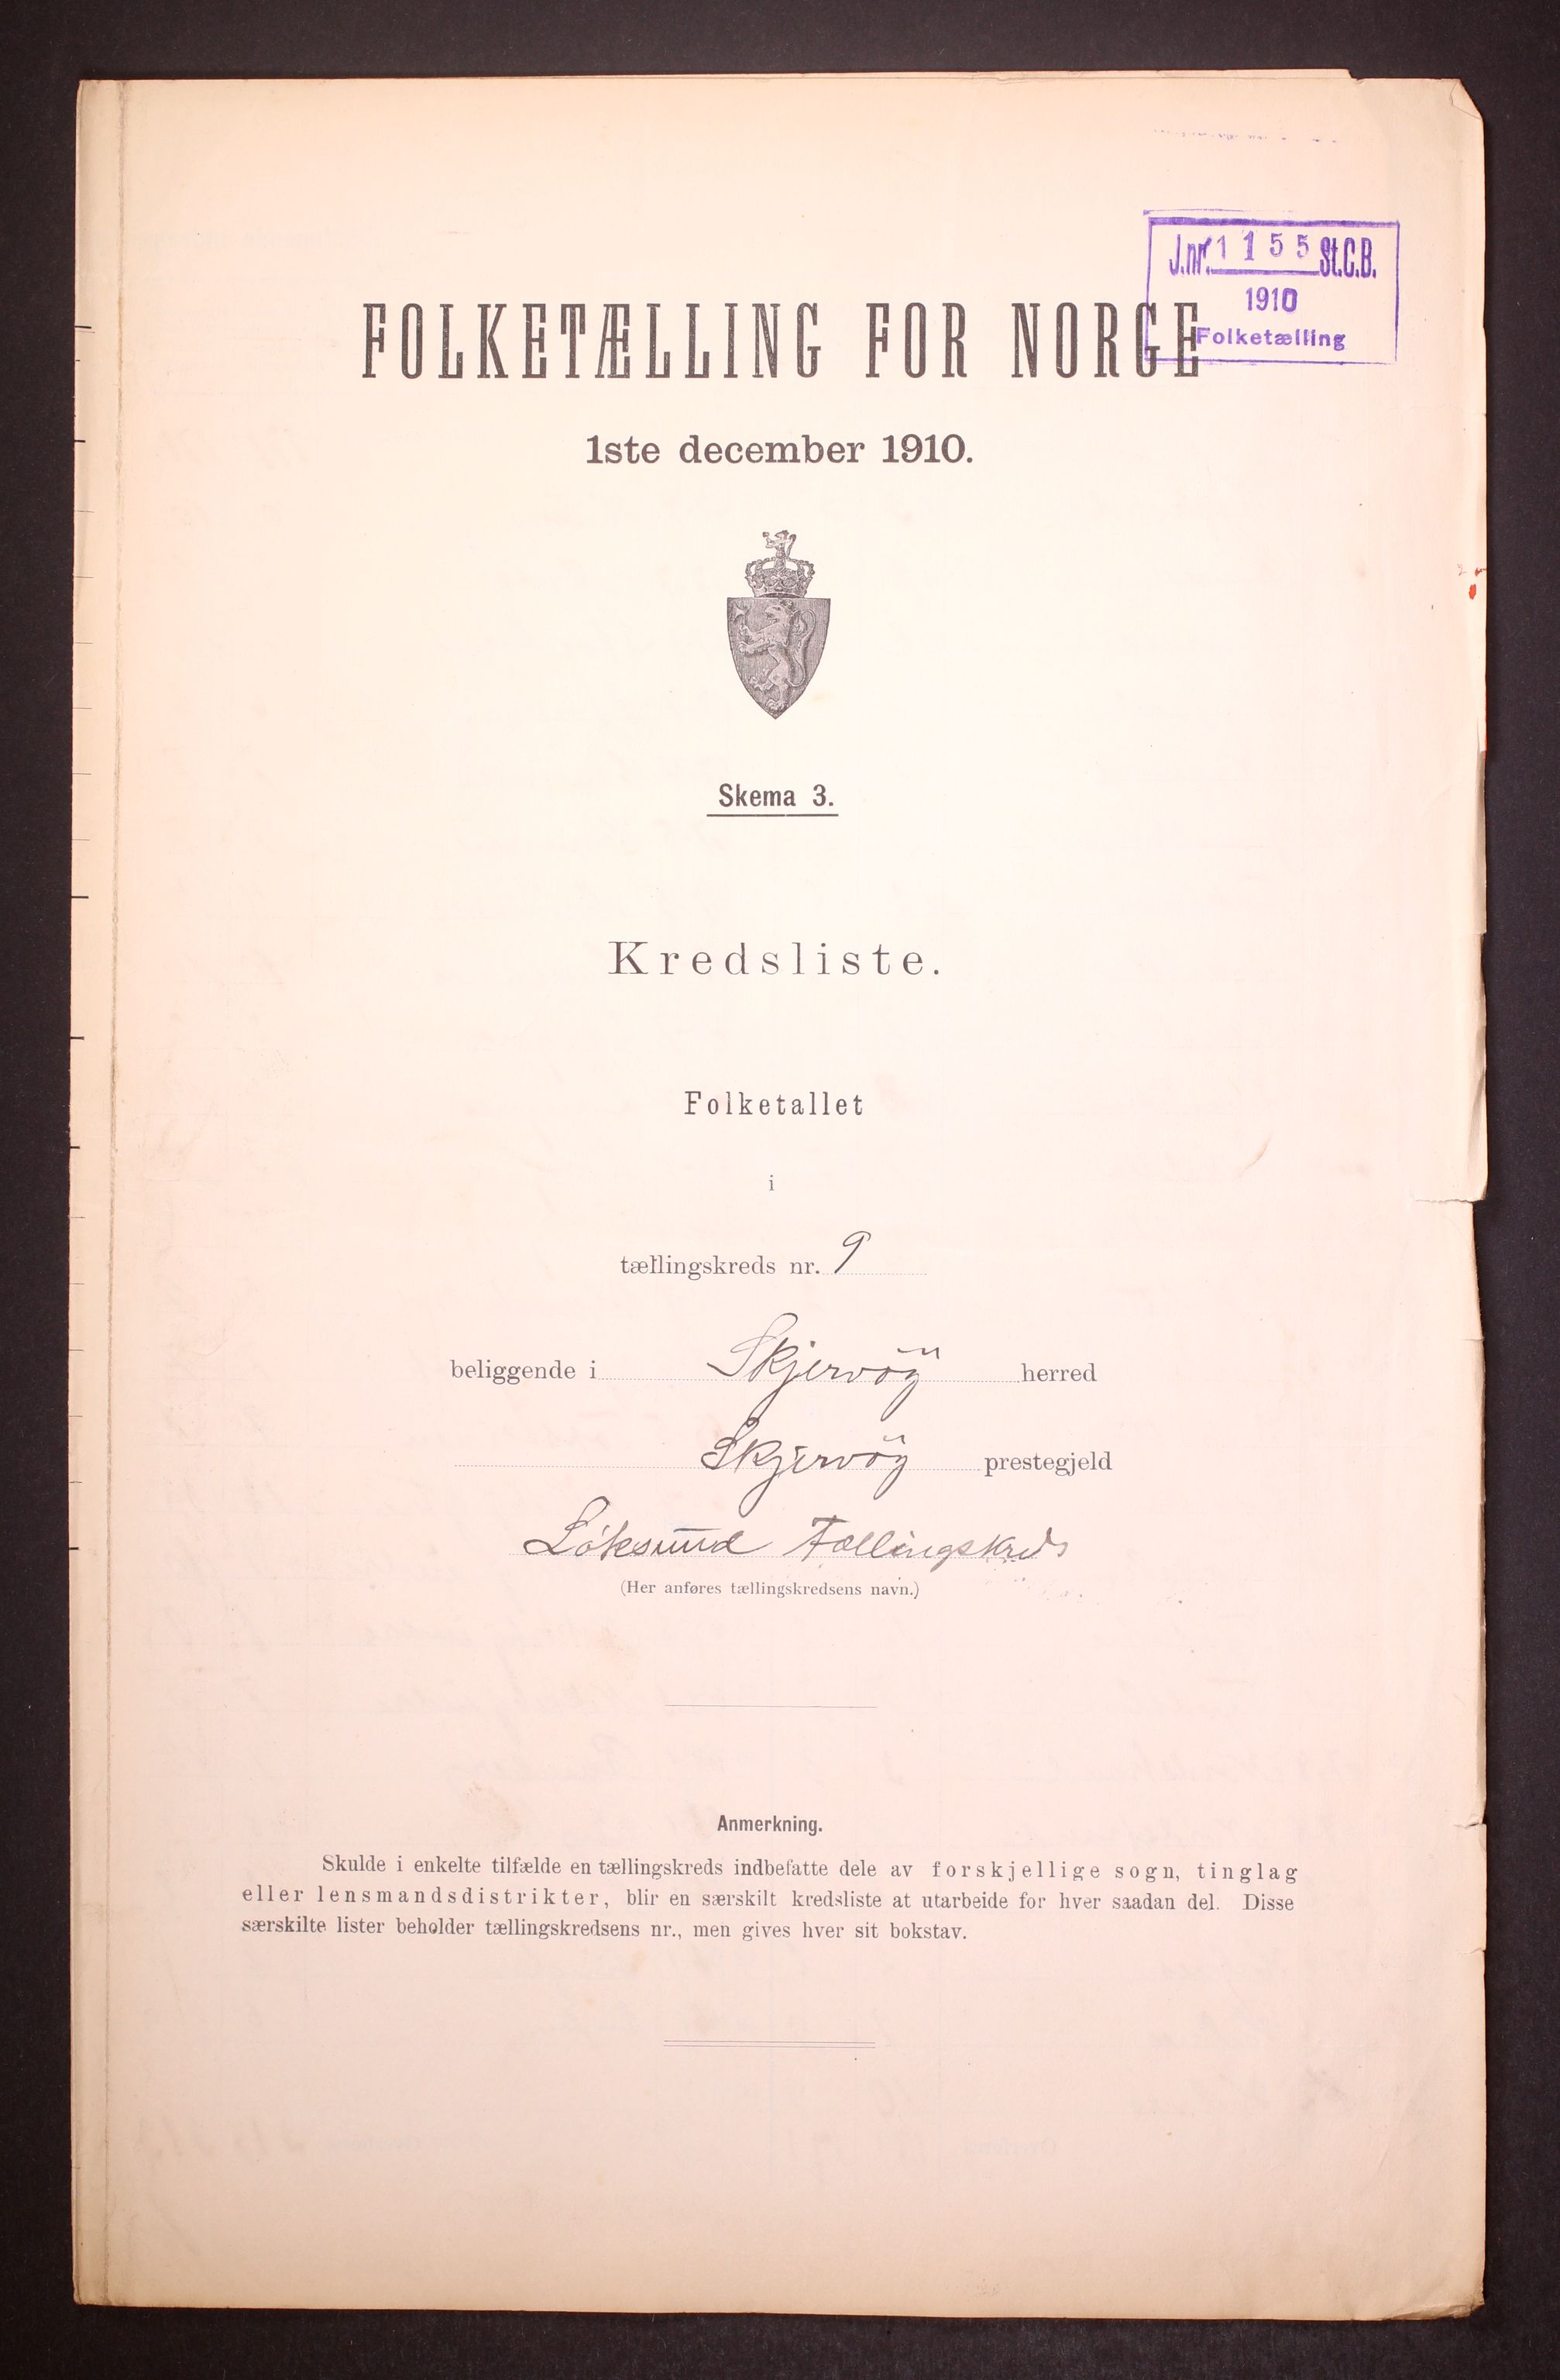 J.nr. 1155 St.C.B.
1910
Folketælling
FOLKETÆLLING FOR NORGE
1ste december 1910.
Skema 3.
Kredsliste.
Folketallet
i
tællingskreds nr. 9
beliggende i Skjervöy herred
Skjervöy prestegjeld
Löksund Tællingskreds
(Her anføres tællingskredsens navn.)
Anmerkning.
Skulde i enkelte tilfælde en tællingskreds indbefatte dele av forskjellige sogn, tinglag
eller lensmandsdistrikter, blir en særskilt kredsliste at utarbeide for hver saadan del. Disse
særskilte lister beholder tællingskredsens nr., men gives hver sit bokstav.